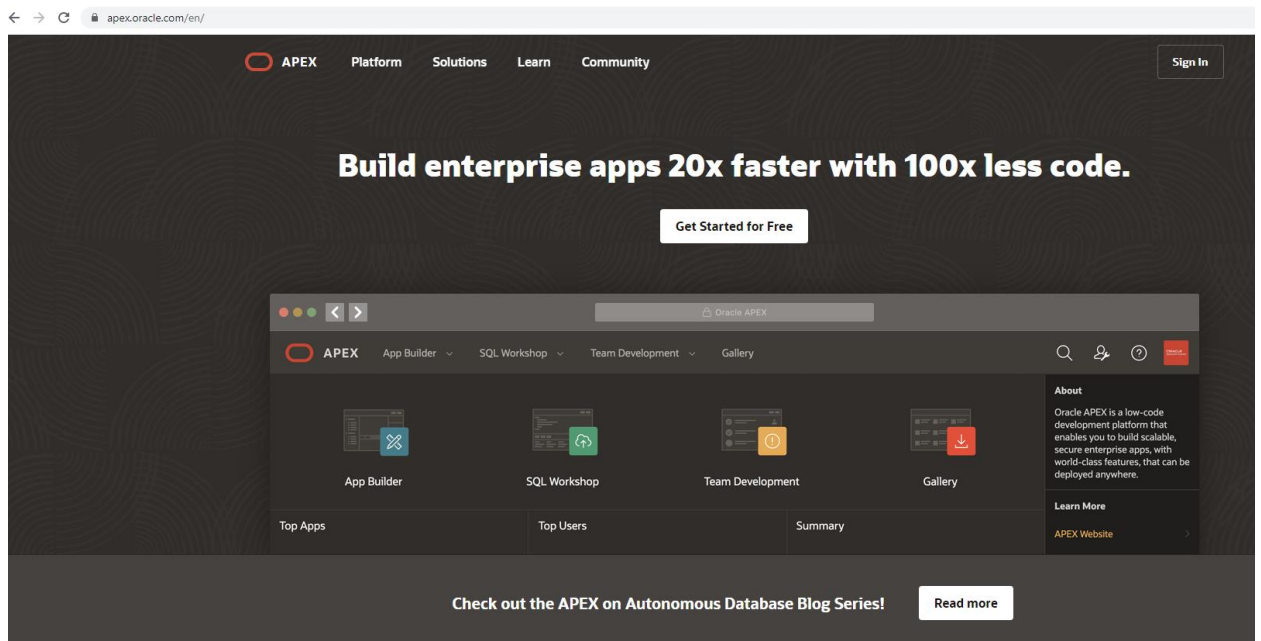 apex.oracle.com/en/
APEX Platform Solutions Learn Community Sign In
Build enterprise apps 20x faster with 100x less code.
Get Started for Free
Oracle APEX
APEX App Builder SQL Workshop Team Development Gallery
App Builder SQL Workshop Team Development Gallery
Top Apps Top Users Summary
About
Oracle APEX is a low-code
development platform that
enables you to build scalable,
secure enterprise apps, with
world-class features, that can be
deployed anywhere.
Learn More
APEX Website
Check out the APEX on Autonomous Database Blog Series! Read more